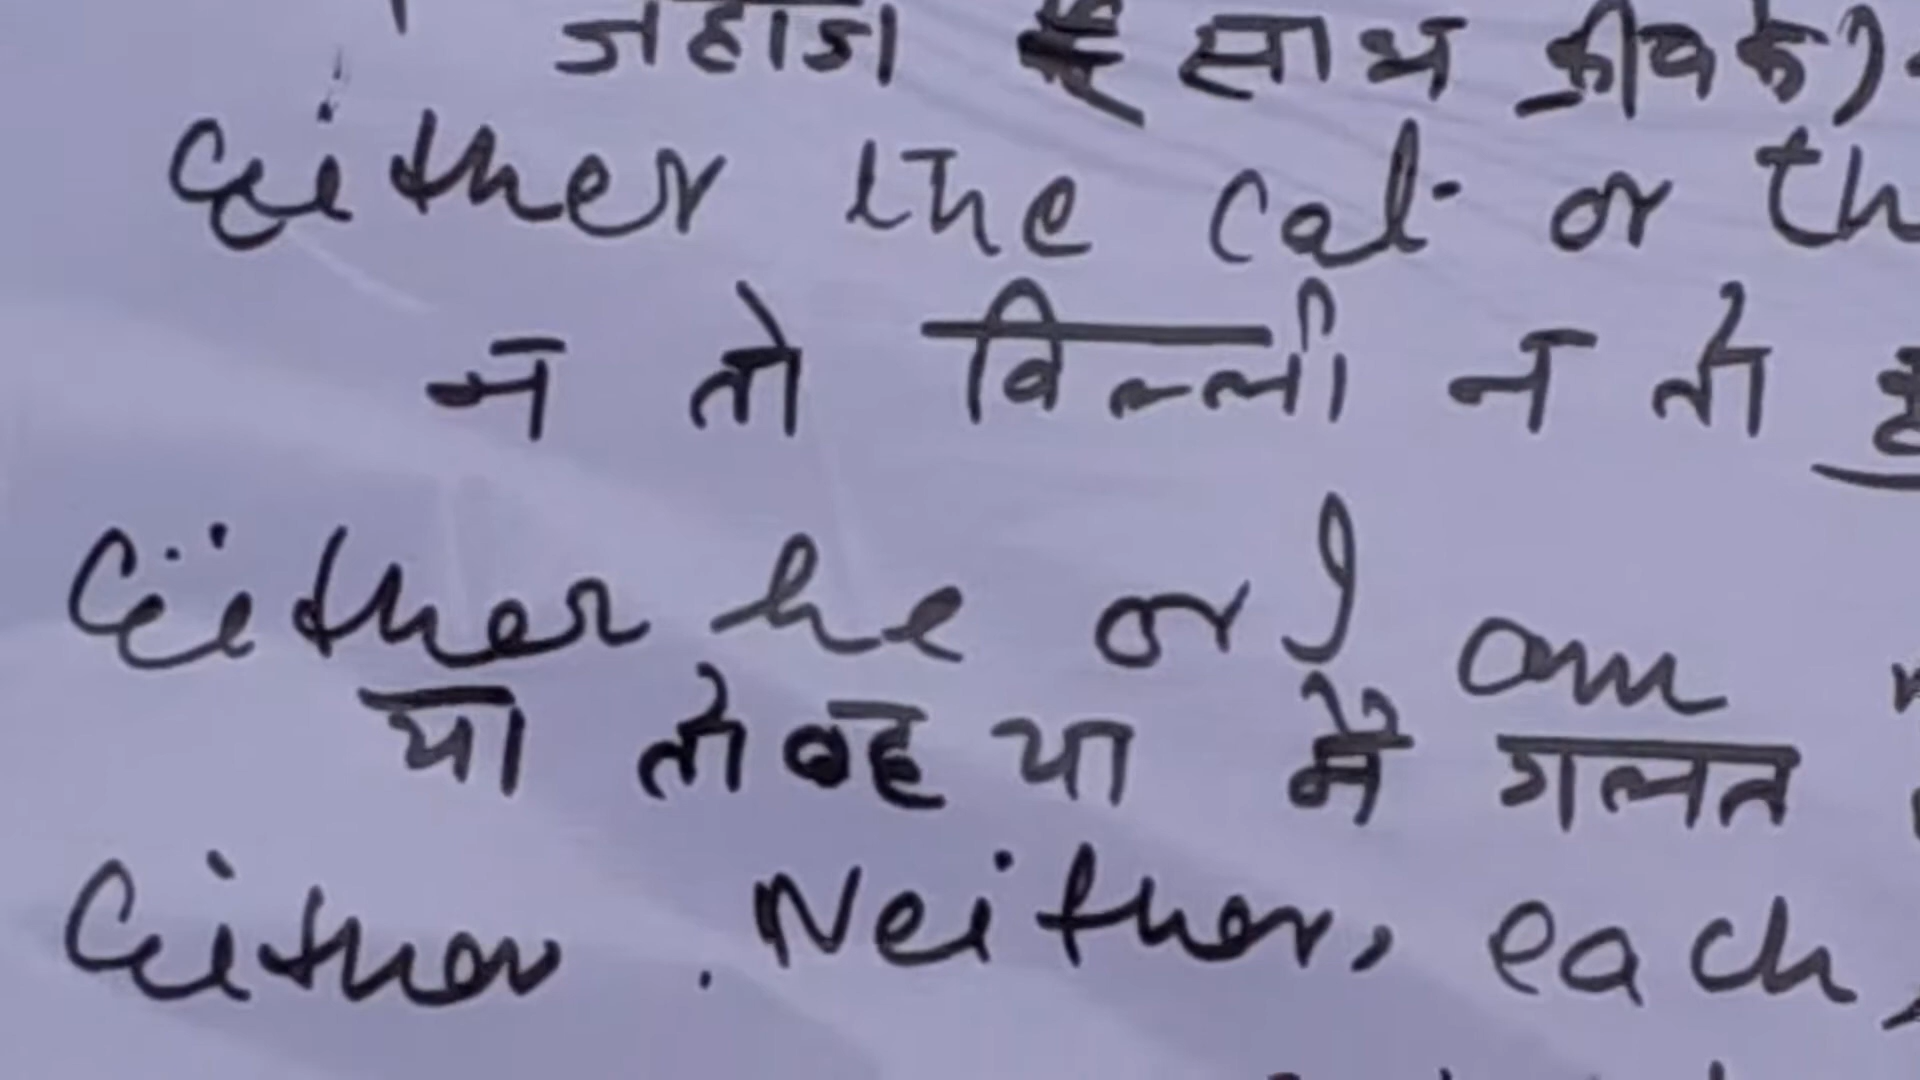 जहाज के साथ क्रीव के)
Either the cat or th
न तो बिल्ली न तो
Either he or I am
या तो वह या मैं गलत
Either . Neither, each,